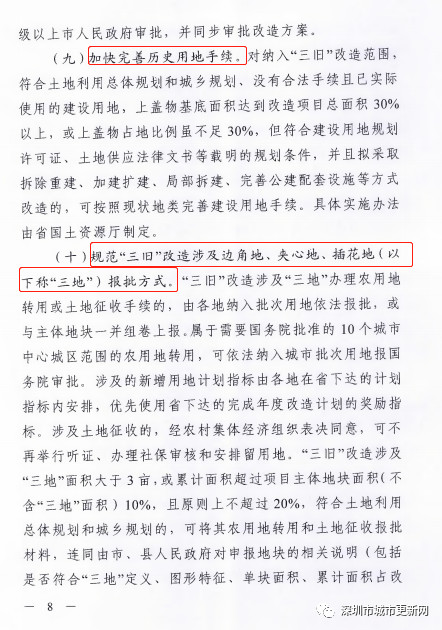 级以上市人民政府审批，并同步审批改造方案。
（九）加快完善历史用地手续。对纳入“三旧”改造范围，
符合土地利用总体规划和城乡规划、没有合法手续且已实际
使用的建设用地，上盖物基底面积达到改造项目总面积 30%
以上，或上盖物占地比例虽不足 30%，但符合建设用地规划
许可证、土地供应法律文书等载明的规划条件，并且拟采取
拆除重建、加建扩建、局部拆建、完善公建配套设施等方式
改造的，可按照现状地类完善建设用地手续。具体实施办法
由省国土资源厅制定。
（十）规范“三旧”改造涉及边角地、夹心地、插花地（以
下称“三地”）报批方式。“三旧”改造涉及“三地”办理农用地
转用或土地征收手续的，由各地纳入批次用地依法报批，或
与主体地块一并组卷上报。属于需要国务院批准的 10 个城市
中心城区范围的农用地转用，可依法纳入城市批次用地报国
务院审批。涉及的新增用地计划指标由各地在省下达的计划
指标内安排，优先使用省下达的完成年度改造计划的奖励指
标。涉及土地征收的，经农村集体经济组织表决同意，可不
再举行听证、办理社保审核和安排留用地。“三旧”改造涉及
“三地”面积大于 3 亩，或累计面积超过项目主体地块面积（不
含“三地”面积）10%，且原则上不超过 20%，符合土地利用
总体规划和城乡规划的，可将其农用地转用和土地征收报批
材料，连同由市、县人民政府对申报地块的相关说明（包括
是否符合“三地”定义、图形特征、单块面积、累计面积占改
— 8 —
深圳市城市更新网